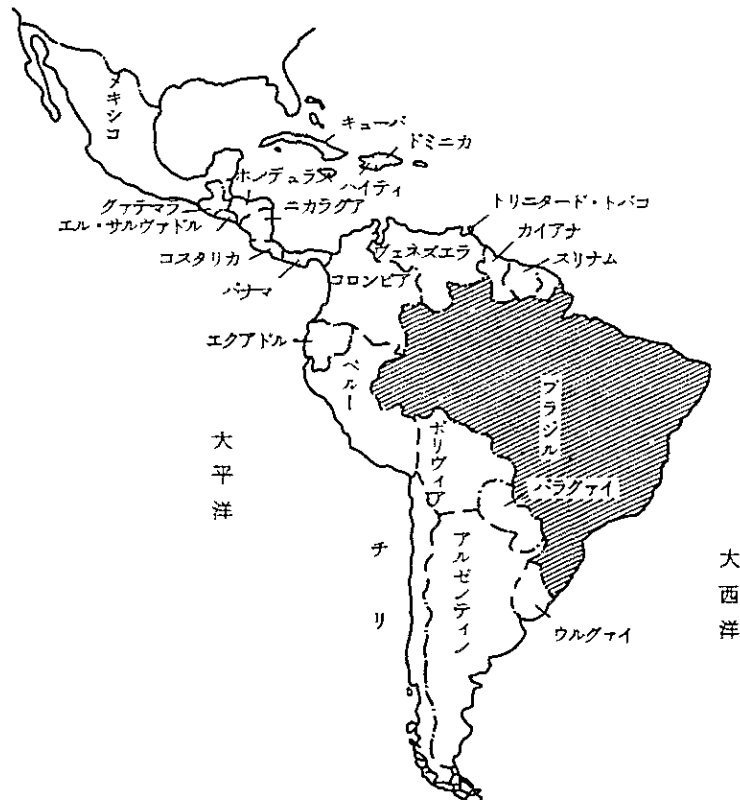 メキシコ
キューバ
ドミニカ
ホンデュラス
ハイティ
グァテマラ
ニカラグア
エル・サルヴァドル
トリニタード・トバコ
カイアナ
コスタリカ
ヴェネズエラ
スリナム
パナマ
コロンビア
エクアドル
ペルー
ブラジル
大平洋
ボリヴィア
パラグァイ
チリ
アルゼンティン
大西洋
ウルグァイ